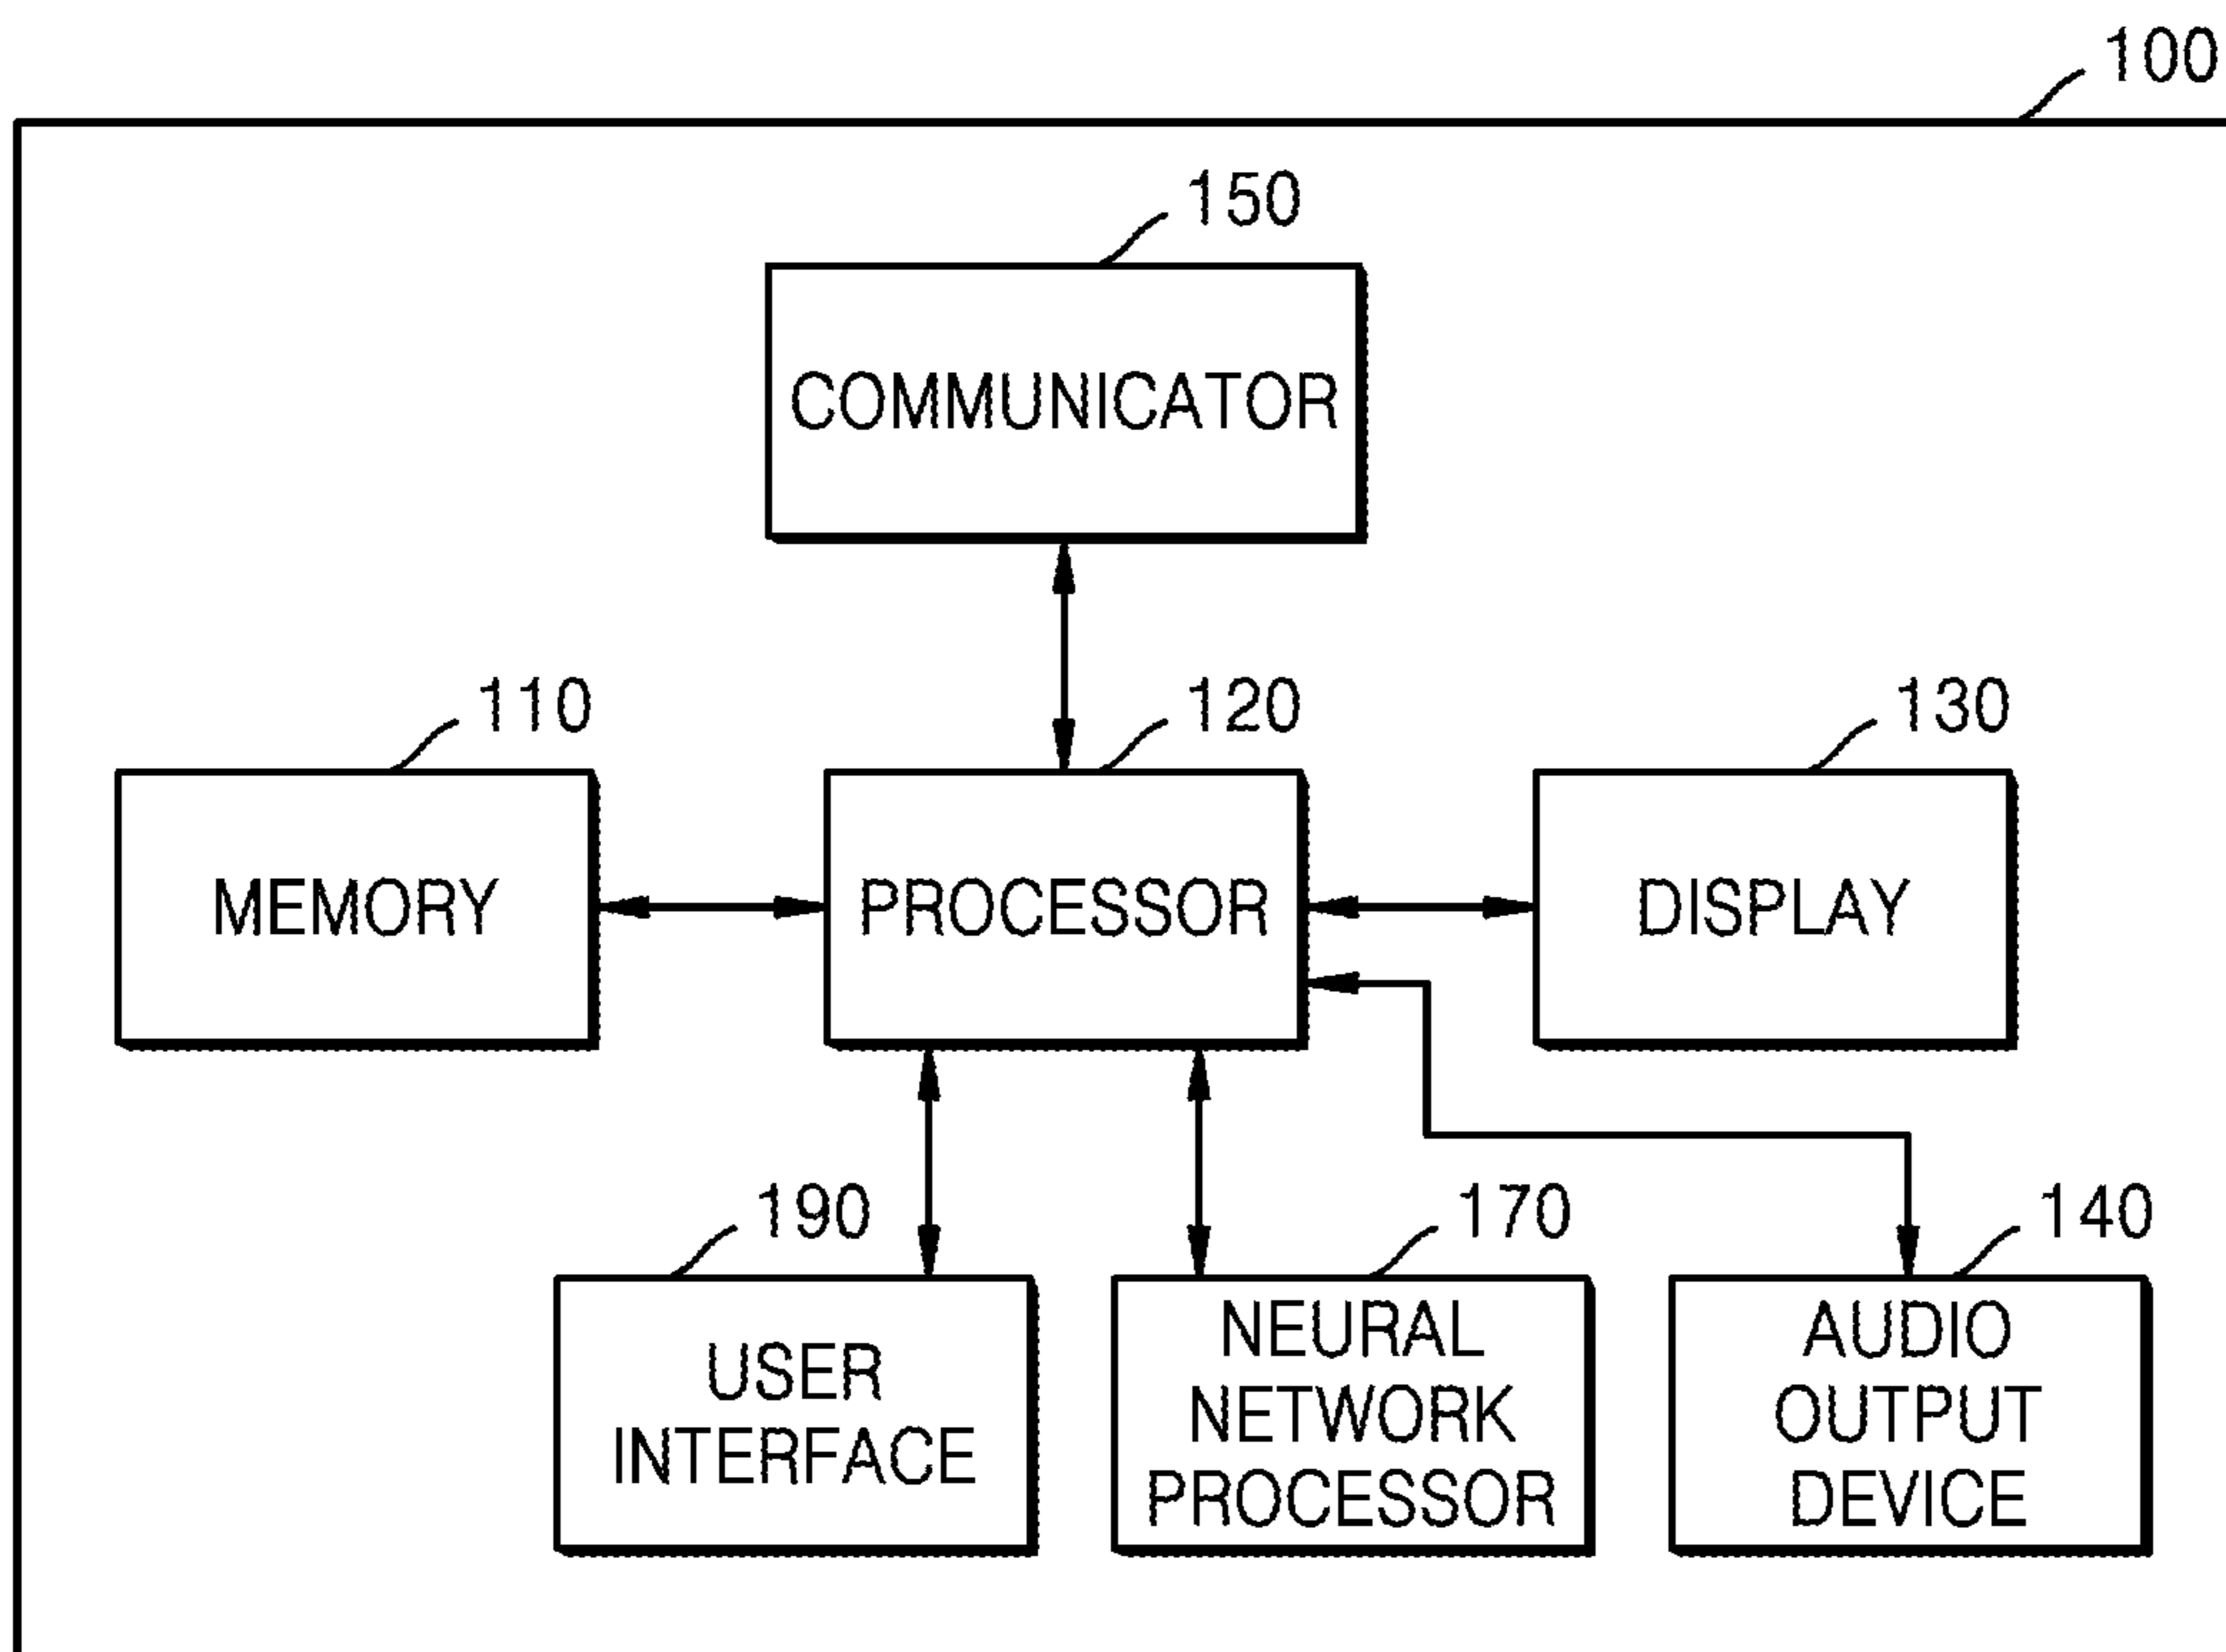 100
150
COMMUNICATOR
110
120
130
MEMORY
PROCESSOR
DISPLAY
190
170
140
USER
INTERFACE
NEURAL
NETWORK
PROCESSOR
AUDIO
OUTPUT
DEVICE